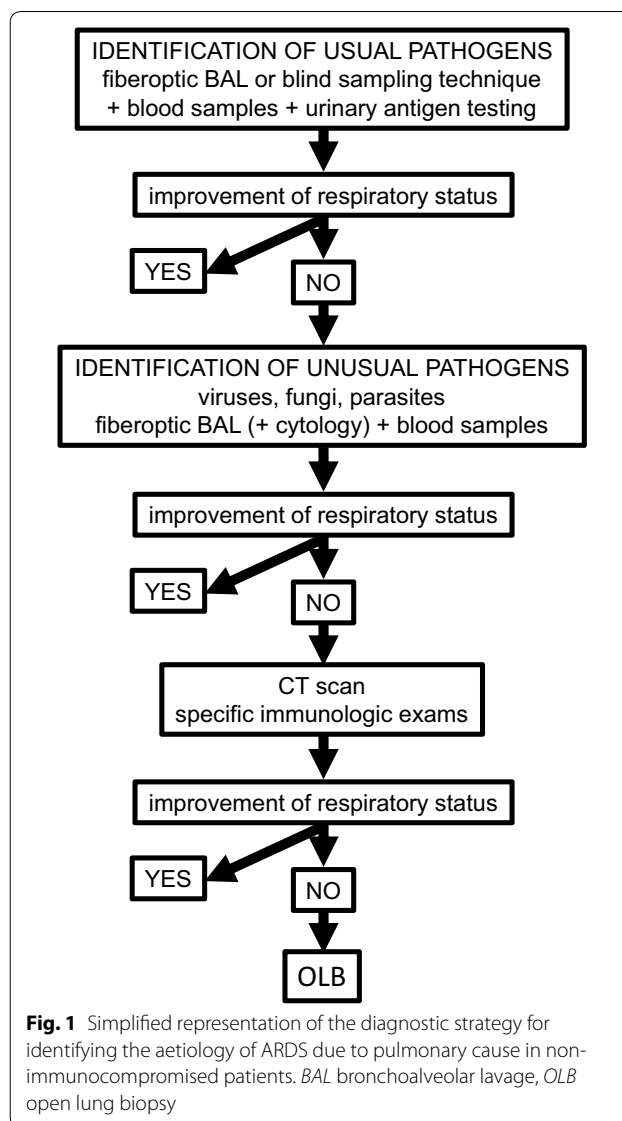 IDENTIFICATION OF USUAL PATHOGENS
fiberoptic BAL or blind sampling technique
+ blood samples + urinary antigen testing
improvement of respiratory status
YES
NO
IDENTIFICATION OF UNUSUAL PATHOGENS
viruses, fungi, parasites
fiberoptic BAL (+ cytology) + blood samples
improvement of respiratory status
YES
NO
CT scan
specific immunologic exams
improvement of respiratory status
YES
NO
OLB
Fig. 1 Simplified representation of the diagnostic strategy for
identifying the aetiology of ARDS due to pulmonary cause in non-
immunocompromised patients. BAL bronchoalveolar lavage, OLB
open lung biopsy